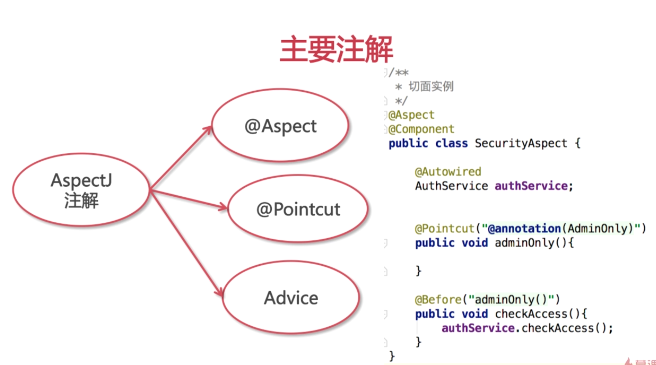 主要注解
AspectJ
注解
@Aspect
@Pointcut
Advice
/**
* 切面实例
*/
@Aspect
@Component
public class SecurityAspect {
@Autowired
AuthService authService;
@Pointcut("@annotation(AdminOnly)")
public void adminOnly(){
}
@Before("adminOnly()")
public void checkAccess(){
authService.checkAccess();
}
}